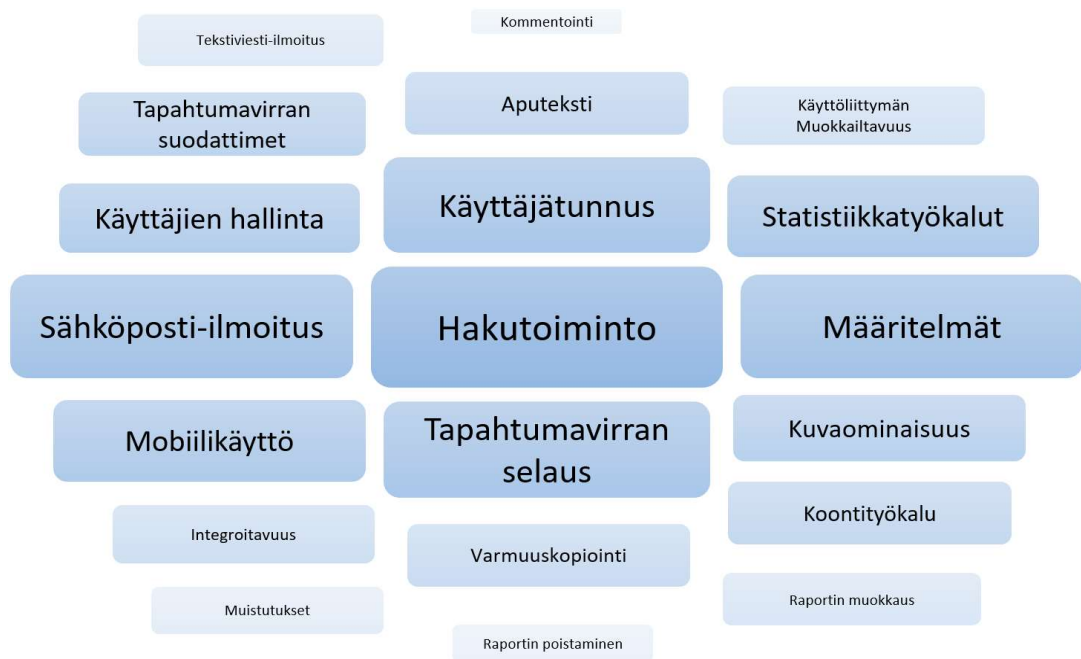 Kommentointi
Tekstiviesti-ilmoitus
Aputeksti
Tapahtumavirran
suodattimet
Käyttöliittymän
Muokkailtavuus
Käyttäjätunnus
Käyttäjien hallinta
Statistiikkatyökalut
Sähköposti-ilmoitus
Hakutoiminto
Määritelmät
Mobiilikäyttö
Tapahtumavirran
selaus
Kuvaominaisuus
Koontityökalu
Integroitavuus
Varmuuskopiointi
Raportin muokkaus
Muistutukset
Raportin poistaminen